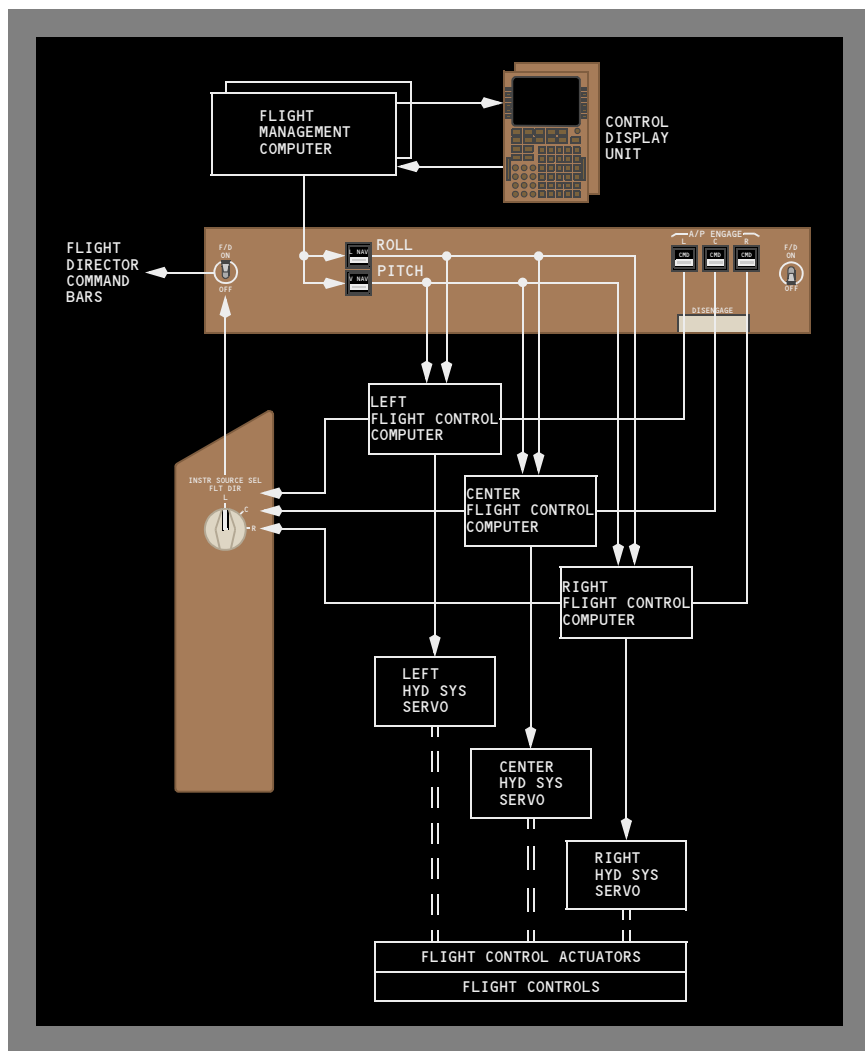 FLIGHT
MANAGEMENT
COMPUTER
CONTROL
DISPLAY
UNIT
FLIGHT
DIRECTOR
COMMAND
BARS
F/D
ON
OFF
L NAV
ROLL
V NAV
PITCH
A/P ENGAGE
L C R
CMD CMD CMD
DISENGAGE
F/D
ON
OFF
LEFT
FLIGHT CONTROL
COMPUTER
INSTR SOURCE SEL
FLT DIR
L
C
R
CENTER
FLIGHT CONTROL
COMPUTER
RIGHT
FLIGHT CONTROL
COMPUTER
LEFT
HYD SYS
SERVO
CENTER
HYD SYS
SERVO
RIGHT
HYD SYS
SERVO
FLIGHT CONTROL ACTUATORS
FLIGHT CONTROLS